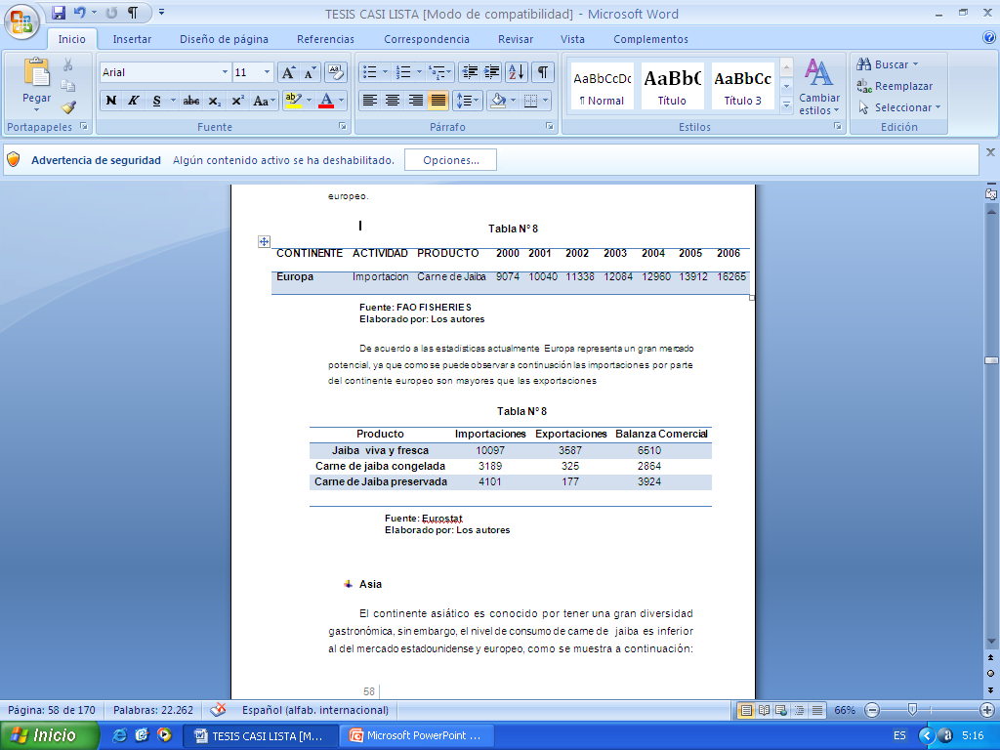 TESIS CASI LISTA [Modo de compatibilidad] - Microsoft Word
Inicio Insertar Diseño de página Referencias Correspondencia Revisar Vista Complementos
Pegar
Portapapeles
Arial 11
N K S abc x₂ x² Aa
Fuente
Párrafo
AaBbCcDc AaBbC AaBbCc
¶ Normal Título Título 3
Cambiar estilos
Estilos
Buscar
Reemplazar
Seleccionar
Edición
Advertencia de seguridad Algún contenido activo se ha deshabilitado. Opciones...
europeo.
Tabla Nº 8
CONTINENTE ACTIVIDAD PRODUCTO 2000 2001 2002 2003 2004 2005 2006
Europa Importacion Carne de Jaiba 9074 10040 11338 12084 12960 13912 16265
Fuente: FAO FISHERIES
Elaborado por: Los autores
De acuerdo a las estadisticas actualmente Europa representa un gran mercado
potencial, ya que como se puede observar a continuación las importaciones por parte
del continente europeo son mayores que las exportaciones
Tabla Nº 8
Producto Importaciones Exportaciones Balanza Comercial
Jaiba viva y fresca 10097 3587 6510
Carne de jaiba congelada 3189 325 2864
Carne de Jaiba preservada 4101 177 3924
Fuente: Eurostat
Elaborado por: Los autores
Asia
El continente asiático es conocido por tener una gran diversidad
gastronómica, sin embargo, el nivel de consumo de carne de jaiba es inferior
al del mercado estadounidense y europeo, como se muestra a continuación:
58
Página: 58 de 170 Palabras: 22.262 Español (alfab. internacional) 66%
Inicio TESIS CASI LISTA [M... Microsoft PowerPoint ... ES 5:16